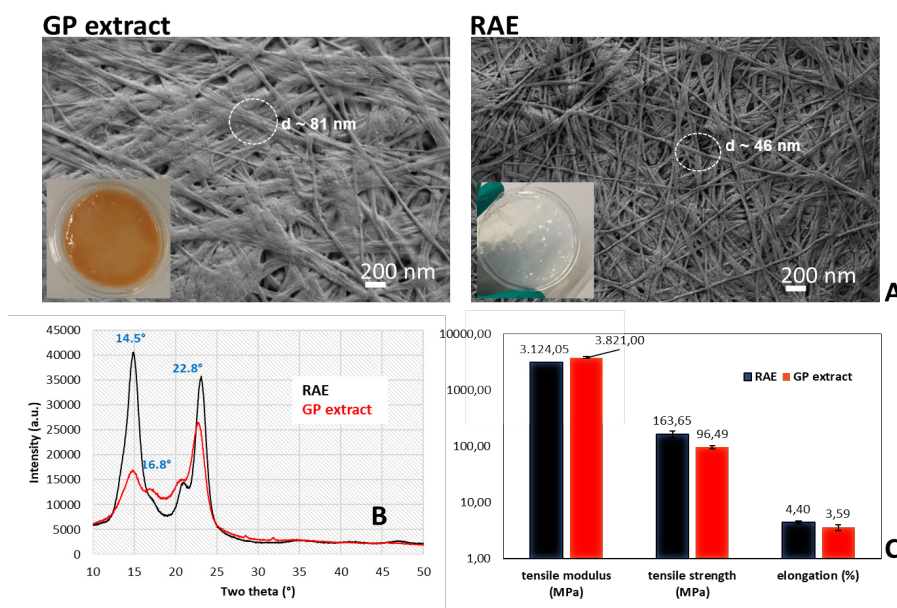 GP extract
RAE
d ~ 81 nm
d ~ 46 nm
200 nm
200 nm
A
45000
40000
35000
30000
25000
20000
15000
10000
5000
0
Intensity (a.u.)
14.5°
22.8°
16.8°
RAE
GP extract
B
10 15 20 25 30 35 40 45 50
Two theta (°)
10000,00
1000,00
100,00
10,00
1,00
3.124,05
3.821,00
RAE GP extract
163,65
96,49
4,40
3,59
C
tensile modulus
(MPa)
tensile strength
(MPa)
elongation (%)